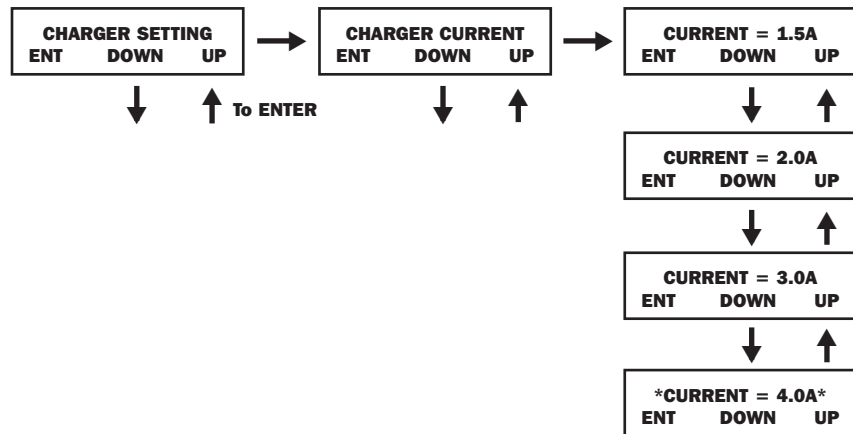 CHARGER SETTING
ENT DOWN UP
To ENTER
CHARGER CURRENT
ENT DOWN UP
CURRENT = 1.5A
ENT DOWN UP
CURRENT = 2.0A
ENT DOWN UP
CURRENT = 3.0A
ENT DOWN UP
*CURRENT = 4.0A*
ENT DOWN UP